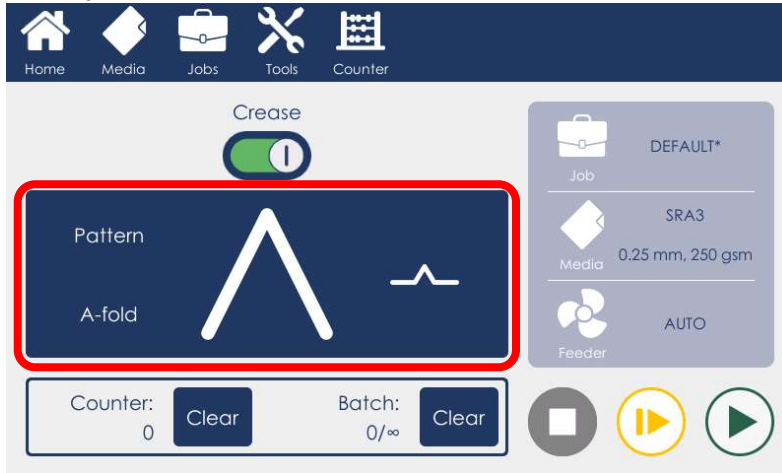 Home Media Jobs Tools Counter
Crease
Pattern
A-fold
DEFAULT*
Job
SRA3
0.25 mm, 250 gsm
Media
AUTO
Feeder
Counter:
0
Clear
Batch:
0/∞
Clear